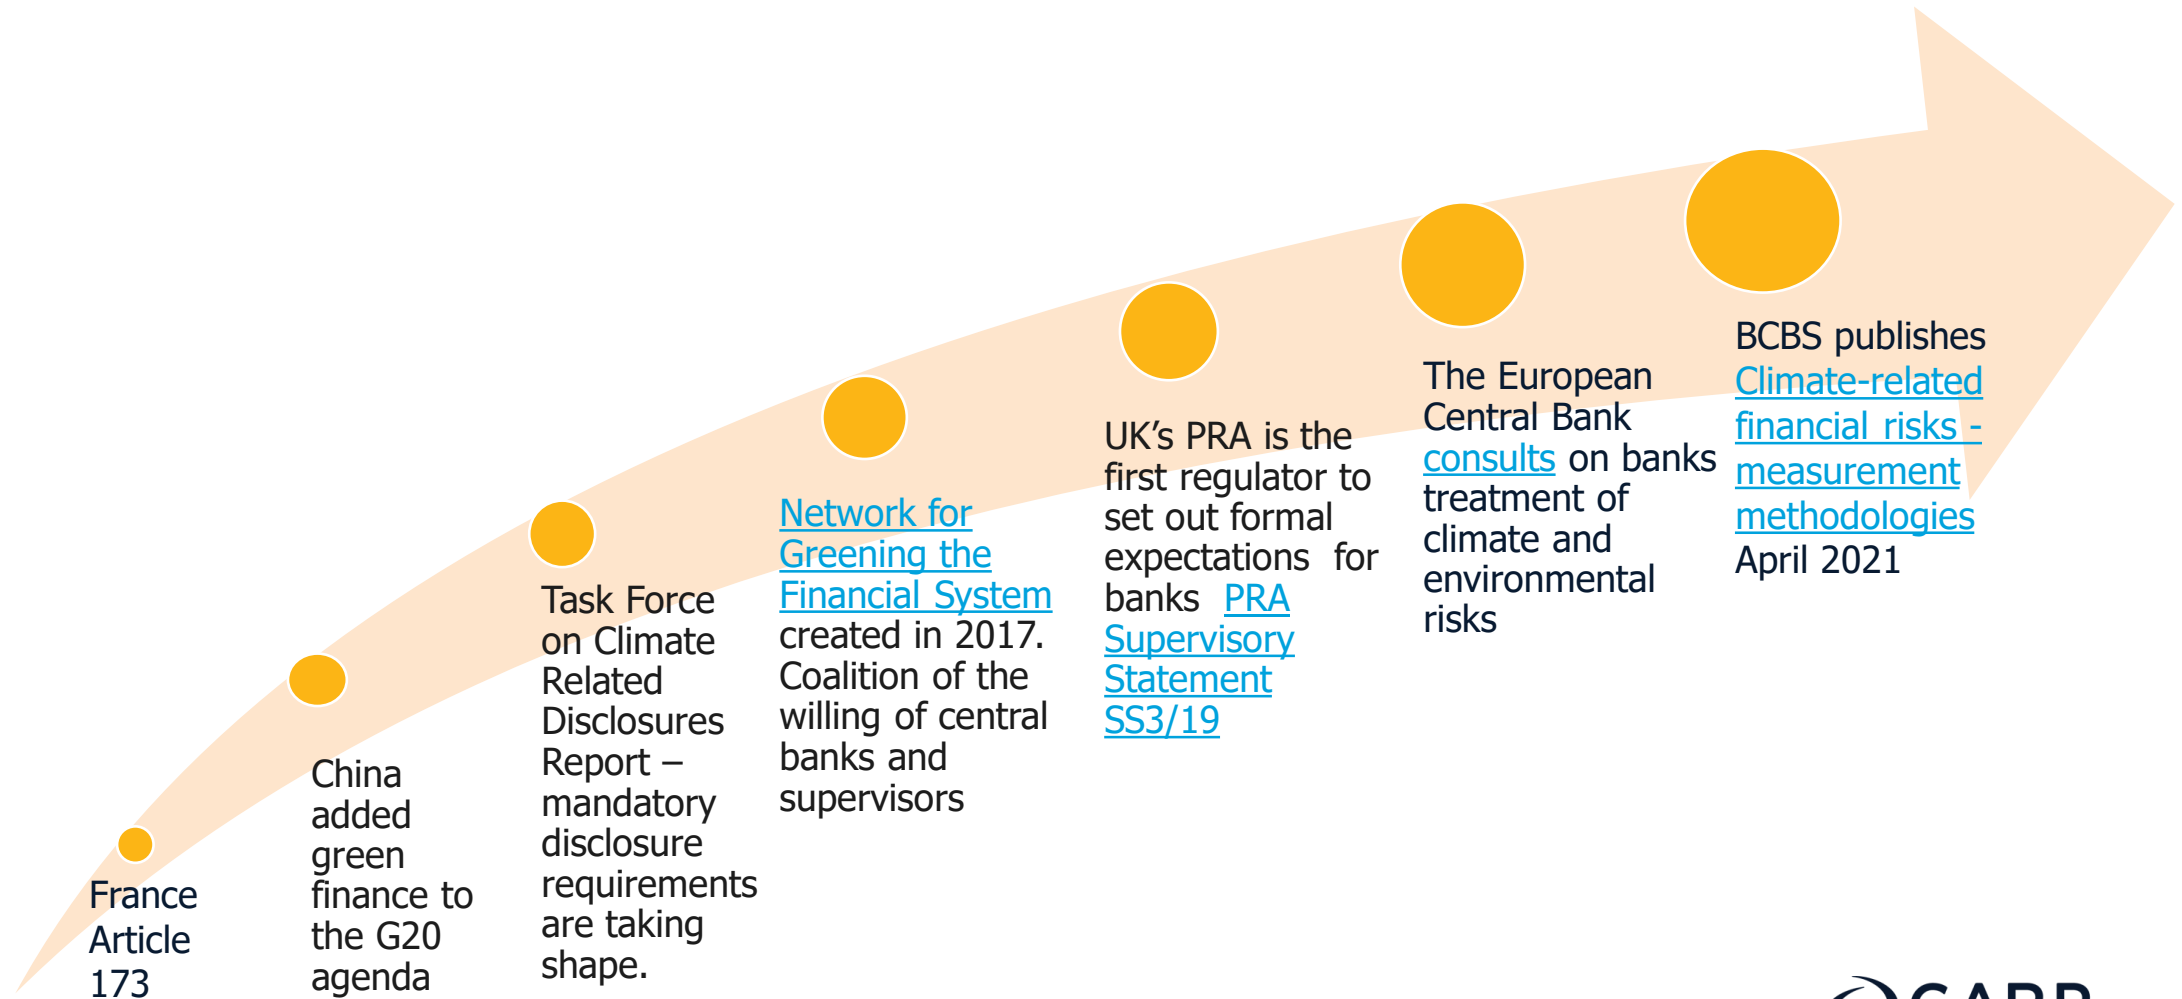 France
Article
173
China
added
green
finance to
the G20
agenda
Task Force
on Climate
Related
Disclosures
Report –
mandatory
disclosure
requirements
are taking
shape.
Network for
Greening the
Financial System
created in 2017.
Coalition of the
willing of central
banks and
supervisors
UK’s PRA is the
first regulator to
set out formal
expectations for
banks PRA
Supervisory
Statement
SS3/19
The European
Central Bank
consults on banks
treatment of
climate and
environmental
risks
BCBS publishes
Climate-related
financial risks -
measurement
methodologies
April 2021